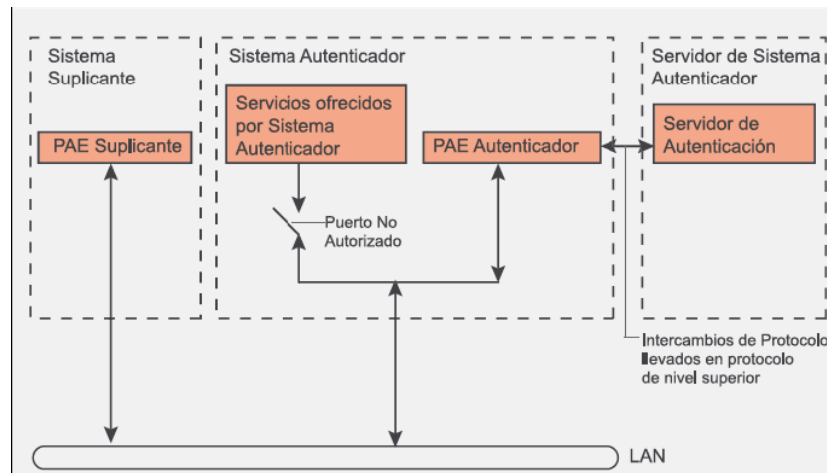 Sistema
Suplicante
Sistema Autenticador
Servidor de Sistema
Autenticador
PAE Suplicante
Servicios ofrecidos
por Sistema
Autenticador
PAE Autenticador
Servidor de
Autenticación
Puerto No
Autorizado
Intercambios de Protocolo
llevados en protocolo
de nivel superior
LAN